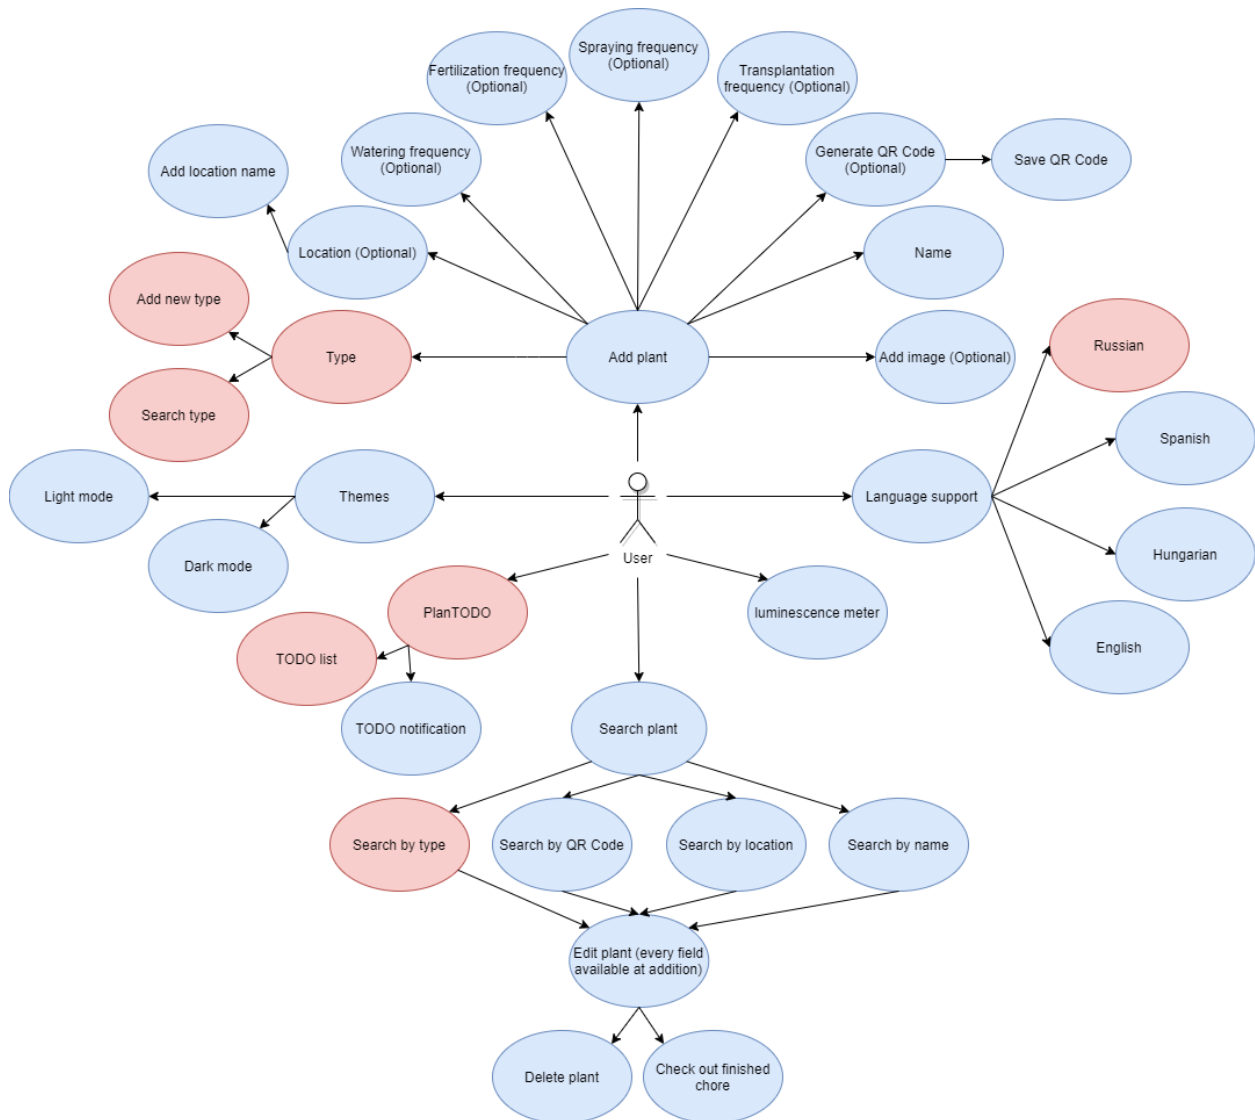 Spraying frequency
(Optional)
Fertilization frequency
(Optional)
Transplantation
frequency (Optional)
Watering frequency
(Optional)
Generate QR Code
(Optional)
Save QR Code
Add location name
Location (Optional)
Name
Add new type
Type
Add plant
Add image (Optional)
Russian
Search type
Spanish
Light mode
Themes
Language support
Dark mode
User
Hungarian
PlanTODO
luminescence meter
TODO list
English
TODO notification
Search plant
Search by type
Search by QR Code
Search by location
Search by name
Edit plant (every field
available at addition)
Delete plant
Check out finished
chore